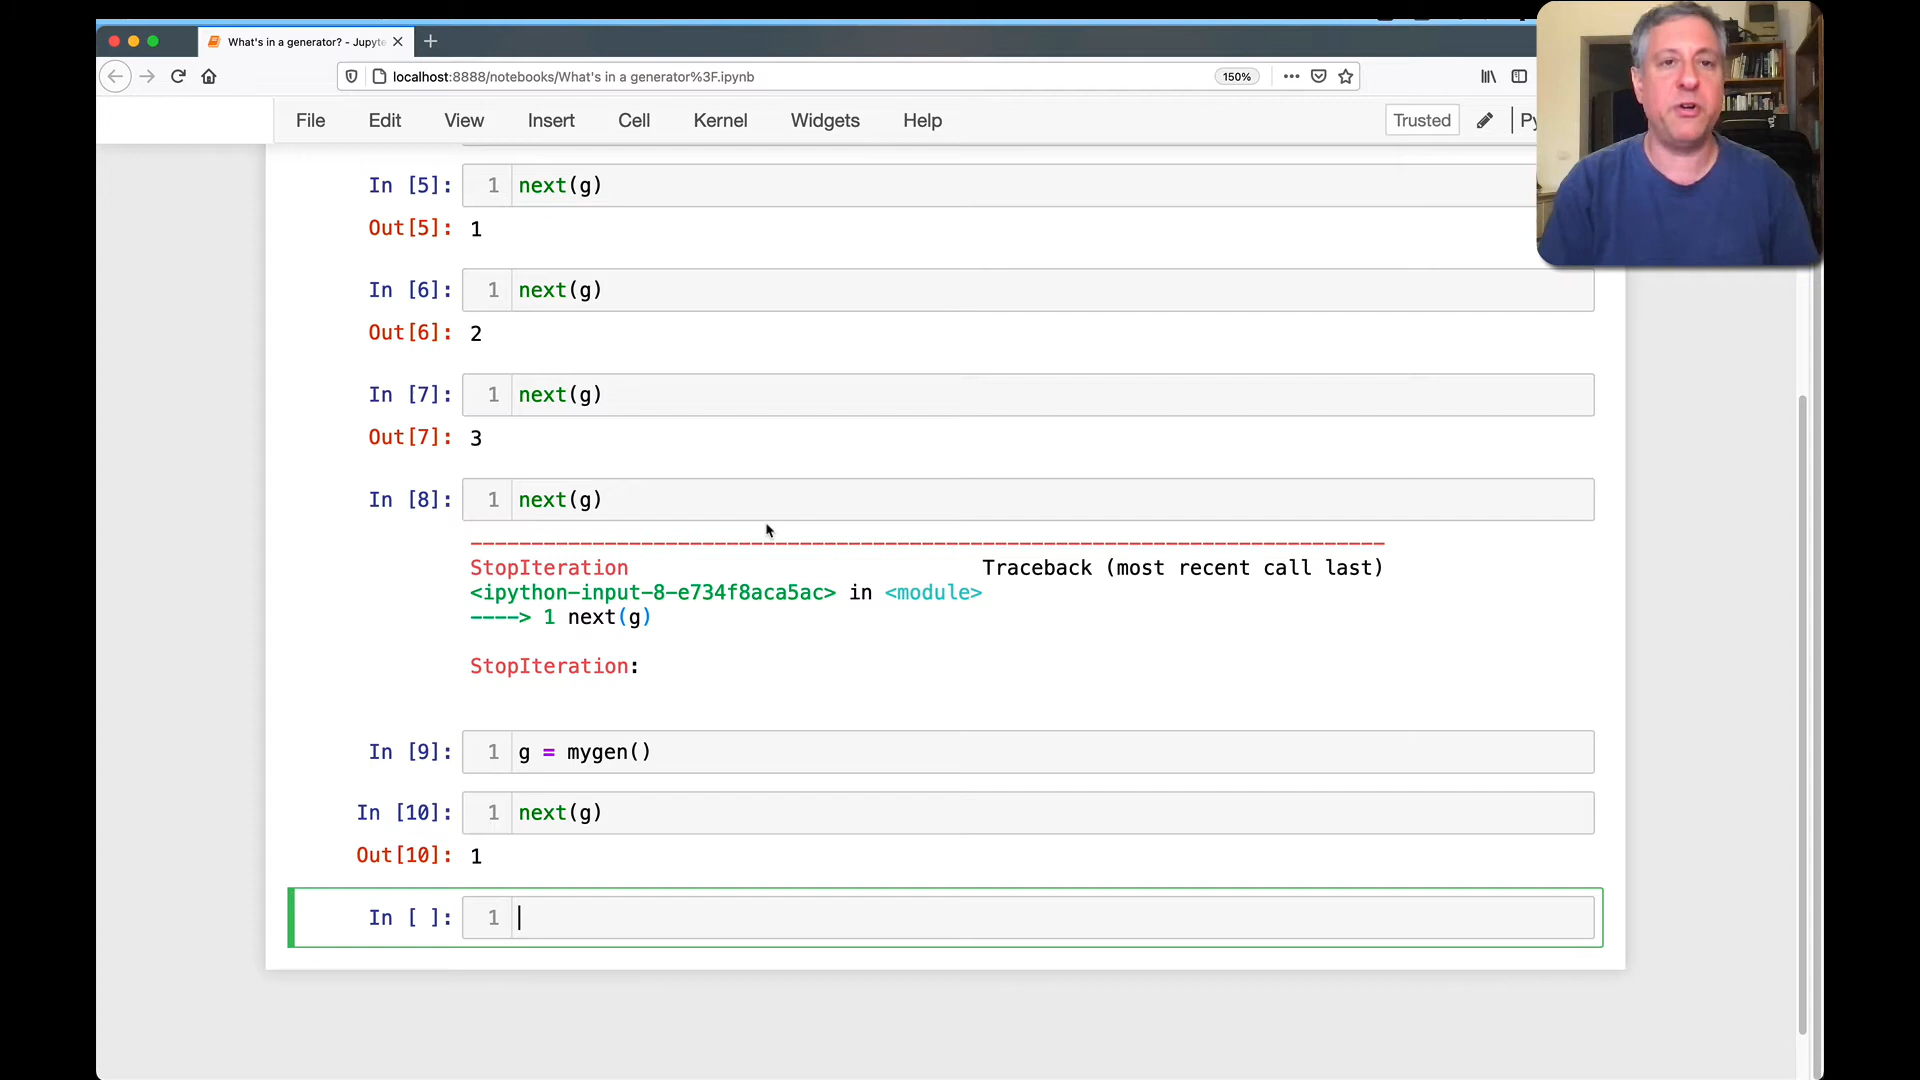 What's in a generator? - Jupyte
localhost:8888/notebooks/What's in a generator%3F.ipynb
150%
File Edit View Insert Cell Kernel Widgets Help
Trusted
Py
In [5]: 1 next(g)
Out[5]: 1
In [6]: 1 next(g)
Out[6]: 2
In [7]: 1 next(g)
Out[7]: 3
In [8]: 1 next(g)
---------------------------------------------------------------------------
StopIteration Traceback (most recent call last)
<ipython-input-8-e734f8aca5ac> in <module>
----> 1 next(g)
StopIteration:
In [9]: 1 g = mygen()
In [10]: 1 next(g)
Out[10]: 1
In [ ]: 1